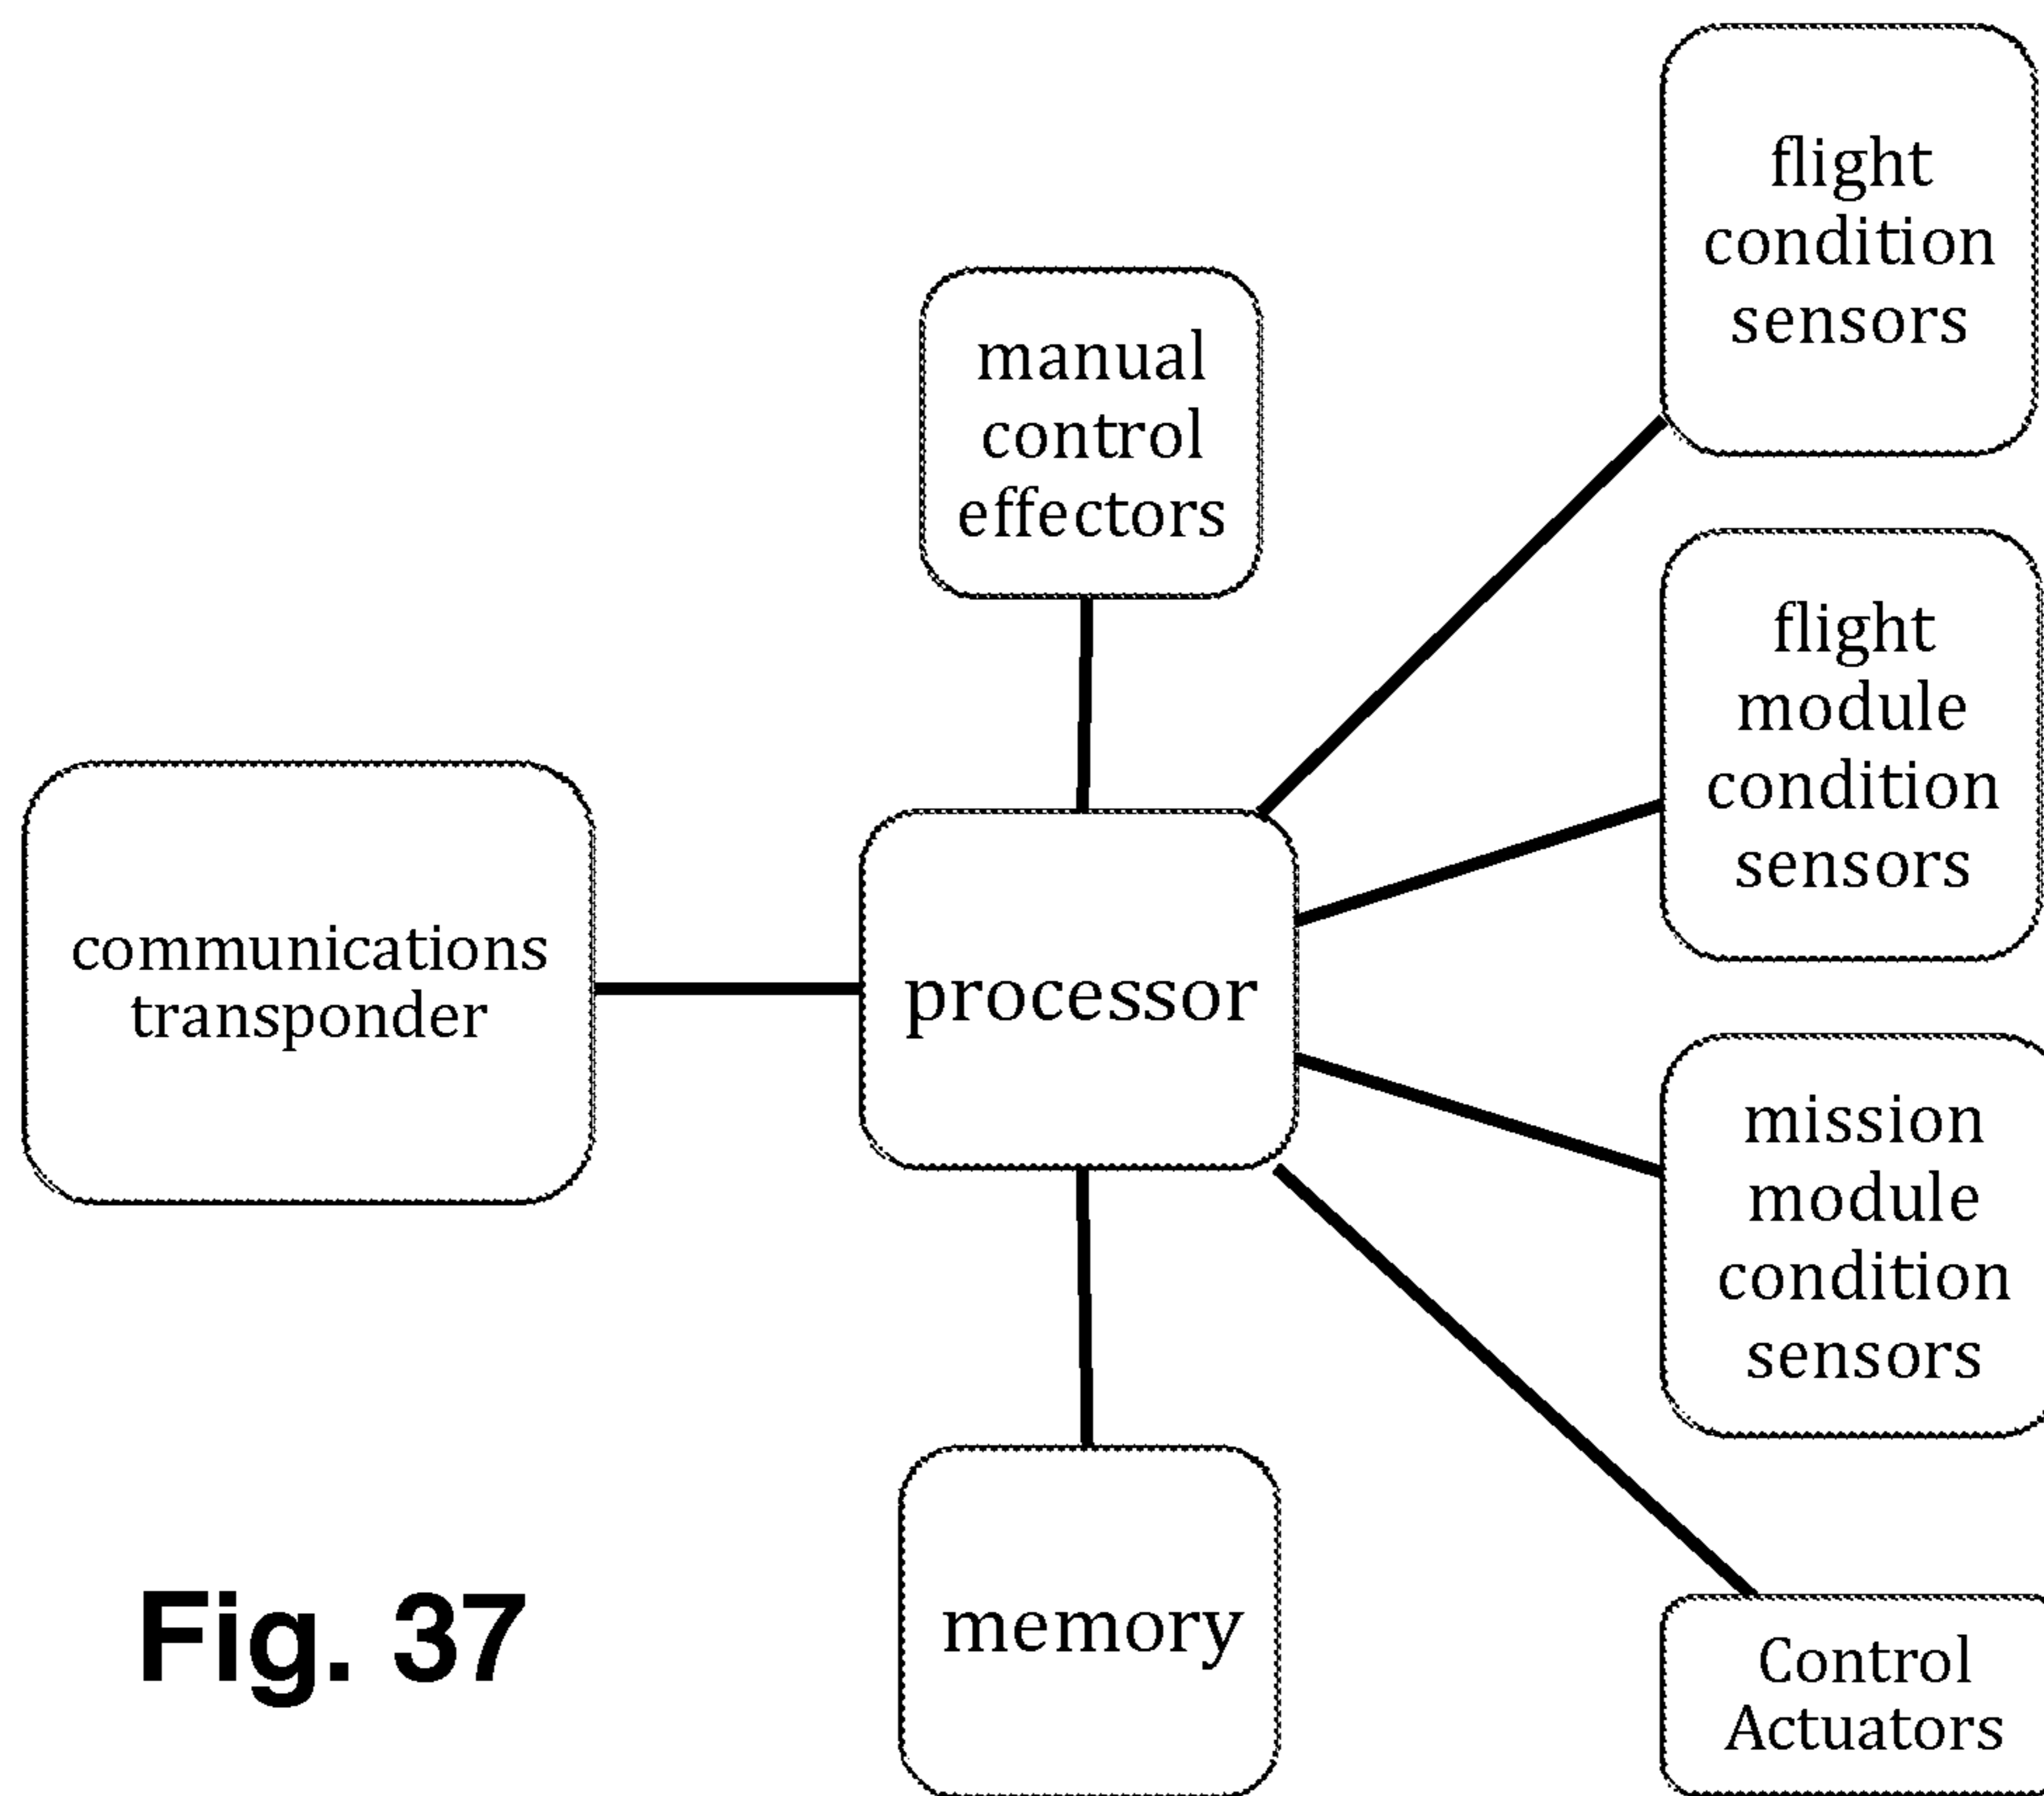 flight
condition
sensors
manual
control
effectors
flight
module
condition
sensors
communications
transponder
processor
mission
module
condition
sensors
memory
Control
Actuators
Fig. 37